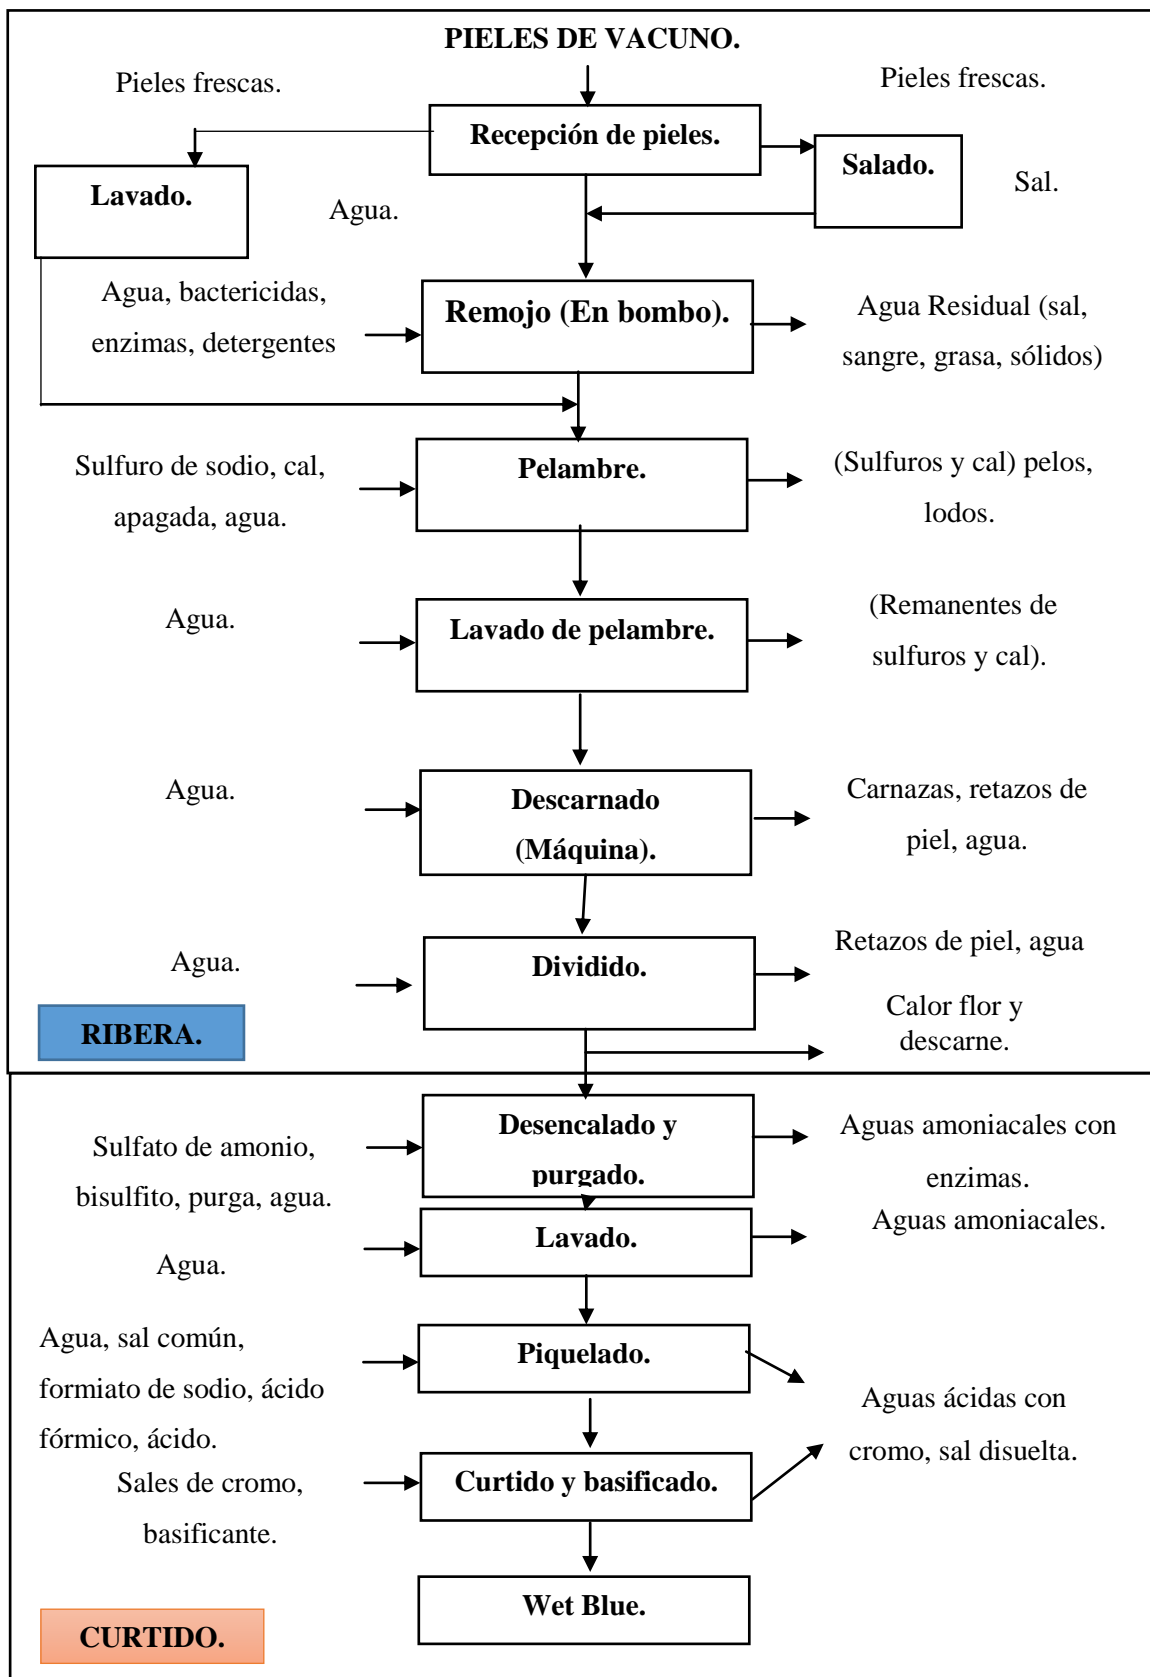 PIELES DE VACUNO.
Pieles frescas.
Pieles frescas.
Recepción de pieles.
Salado.
Sal.
Lavado.
Agua.
Agua, bactericidas,
enzimas, detergentes
Remojo (En bombo).
Agua Residual (sal,
sangre, grasa, sólidos)
Sulfuro de sodio, cal,
apagada, agua.
Pelambre.
(Sulfuros y cal) pelos,
lodos.
Agua.
Lavado de pelambre.
(Remanentes de
sulfuros y cal).
Agua.
Descarnado
(Máquina).
Carnazas, retazos de
piel, agua.
Agua.
Dividido.
Retazos de piel, agua
Calor flor y
descarne.
RIBERA.
Sulfato de amonio,
bisulfito, purga, agua.
Desencalado y
purgado.
Aguas amoniacales con
enzimas.
Agua.
Lavado.
Aguas amoniacales.
Agua, sal común,
formiato de sodio, ácido
fórmico, ácido.
Piquelado.
Aguas ácidas con
cromo, sal disuelta.
Sales de cromo,
basificante.
Curtido y basificado.
Wet Blue.
CURTIDO.